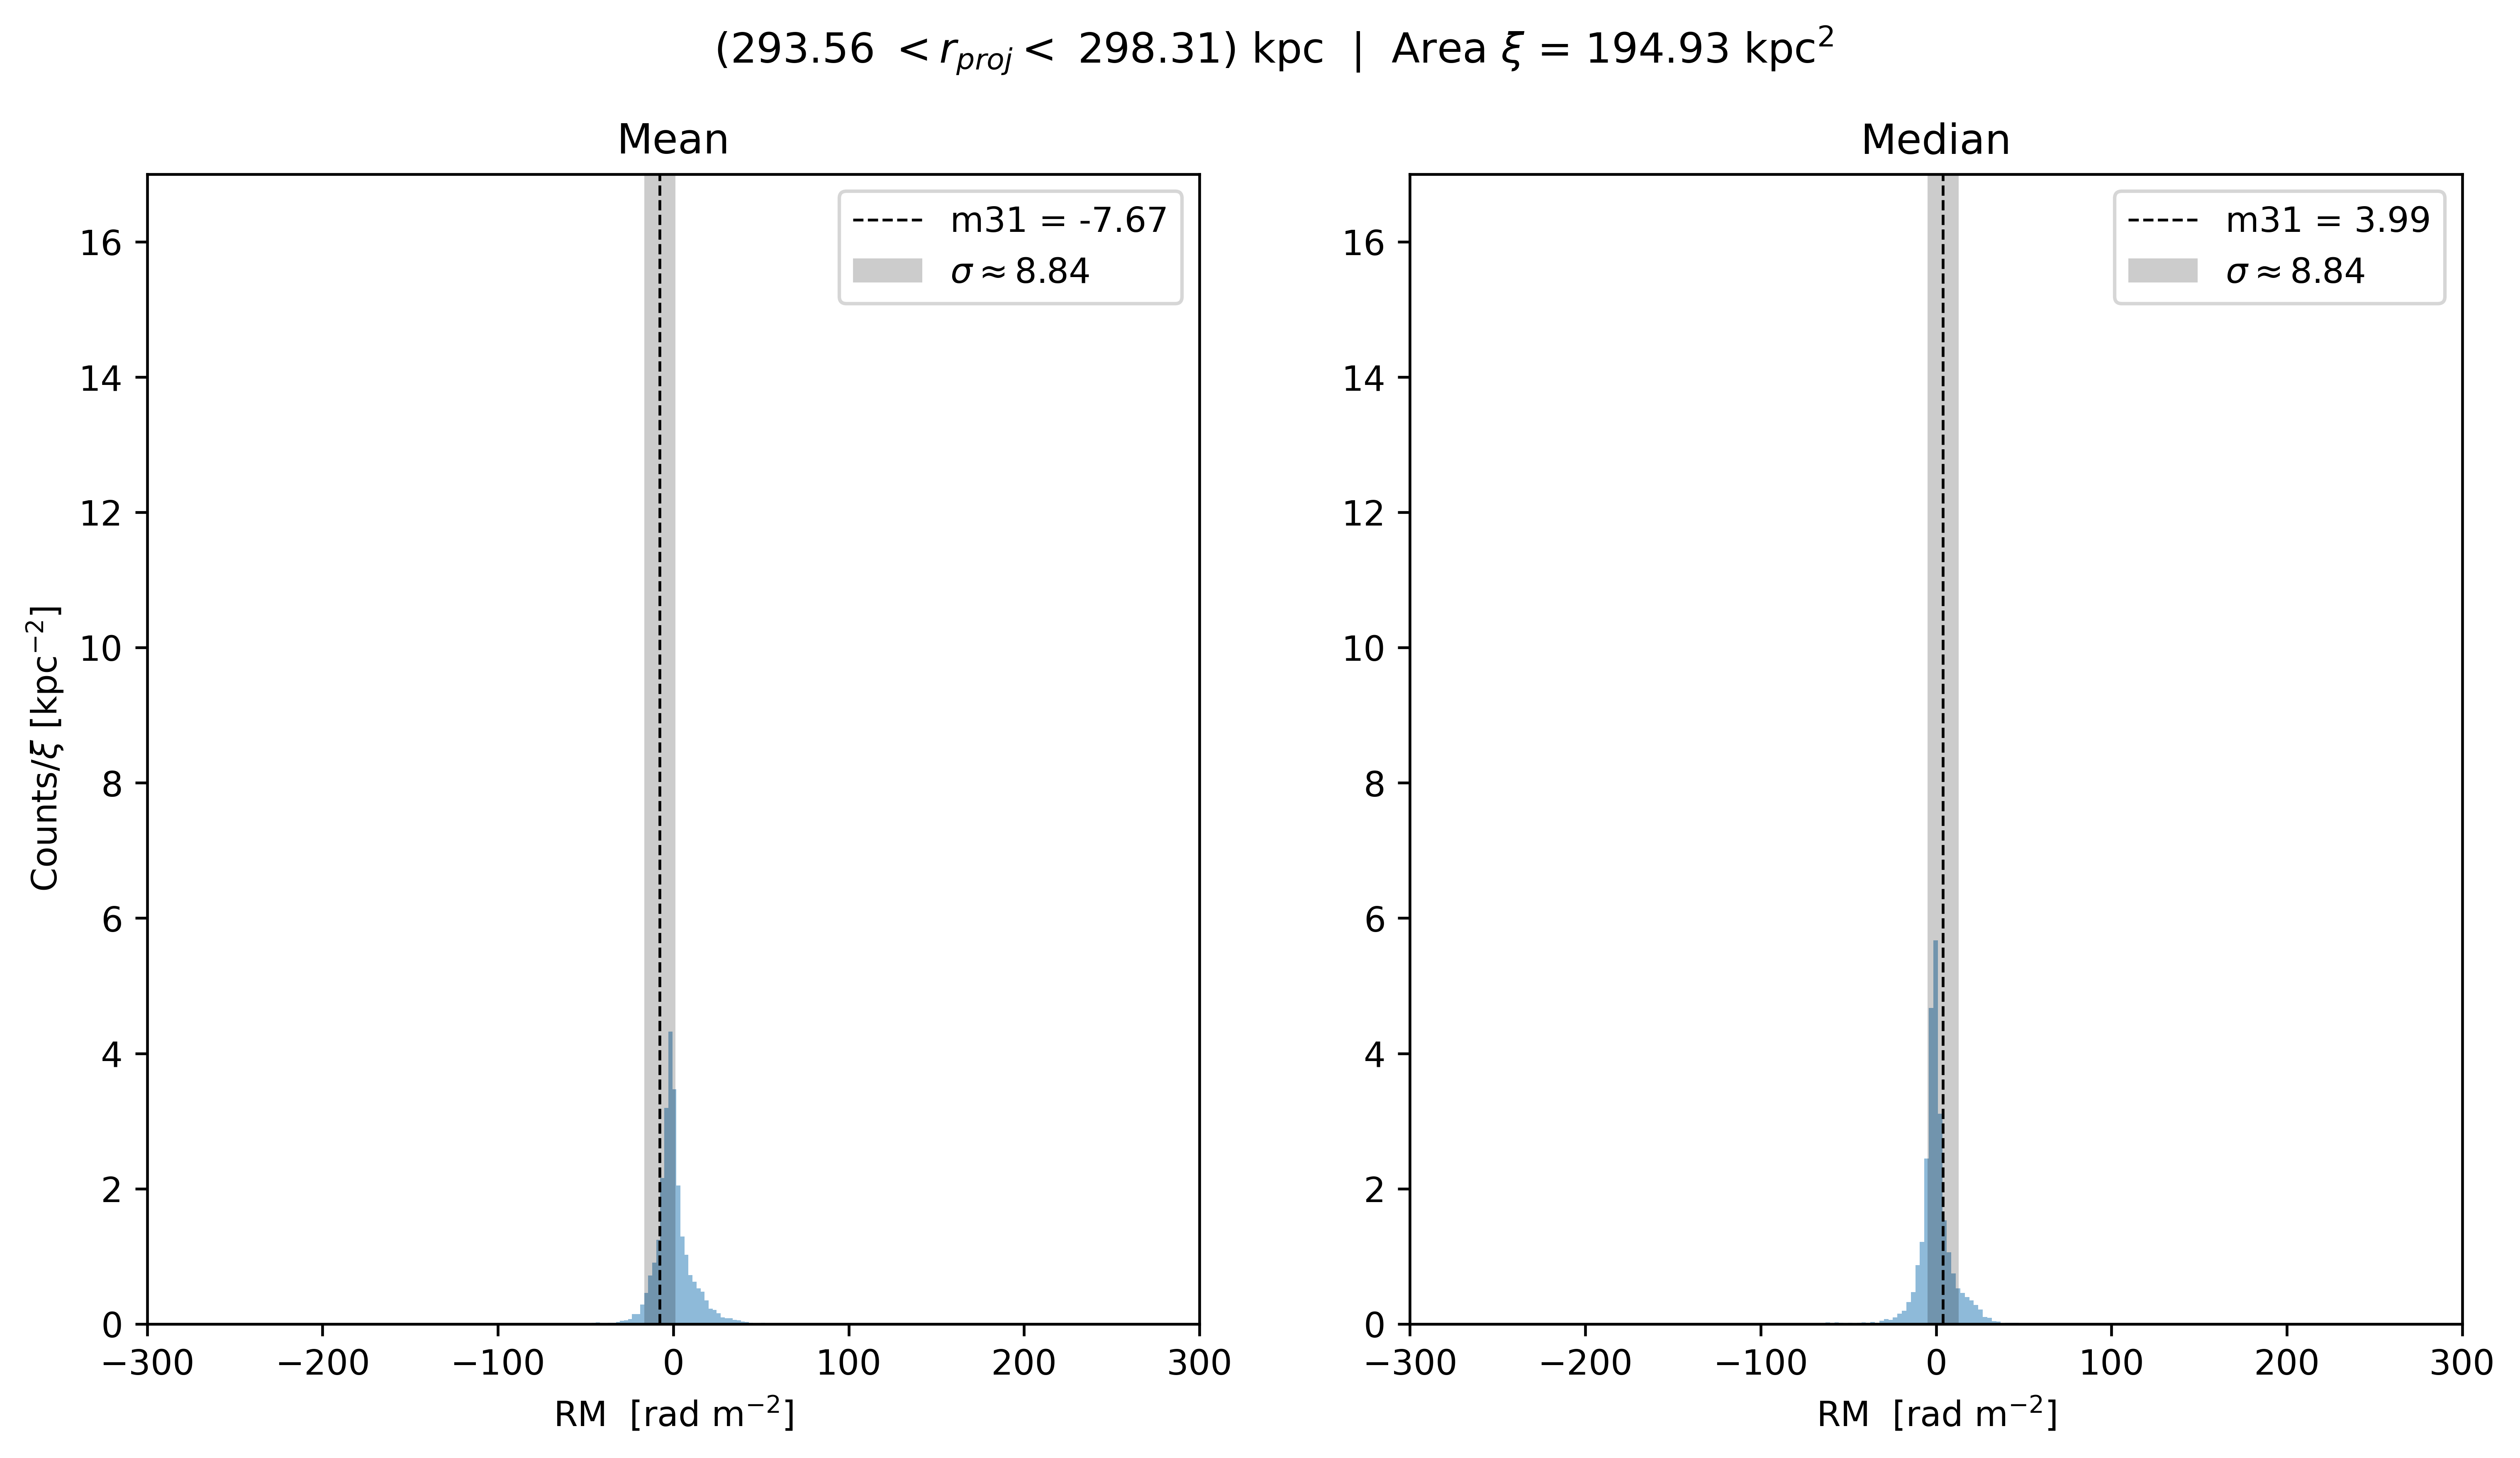 (293.56 < r_proj < 298.31) kpc | Area ξ = 194.93 kpc²
Mean
m31 = -7.67
σ ≈ 8.84
Counts/ξ [kpc⁻²]
16
14
12
10
8
6
4
2
0
−300 −200 −100 0 100 200 300
RM [rad m⁻²]
Median
m31 = 3.99
σ ≈ 8.84
16
14
12
10
8
6
4
2
0
−300 −200 −100 0 100 200 300
RM [rad m⁻²]